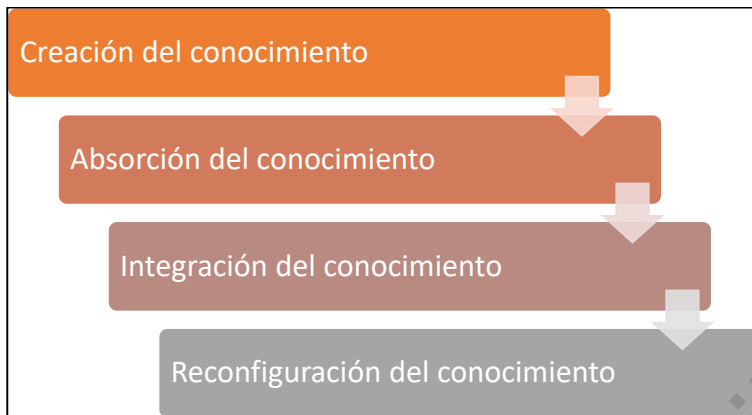 Creación del conocimiento
Absorción del conocimiento
Integración del conocimiento
Reconfiguración del conocimiento